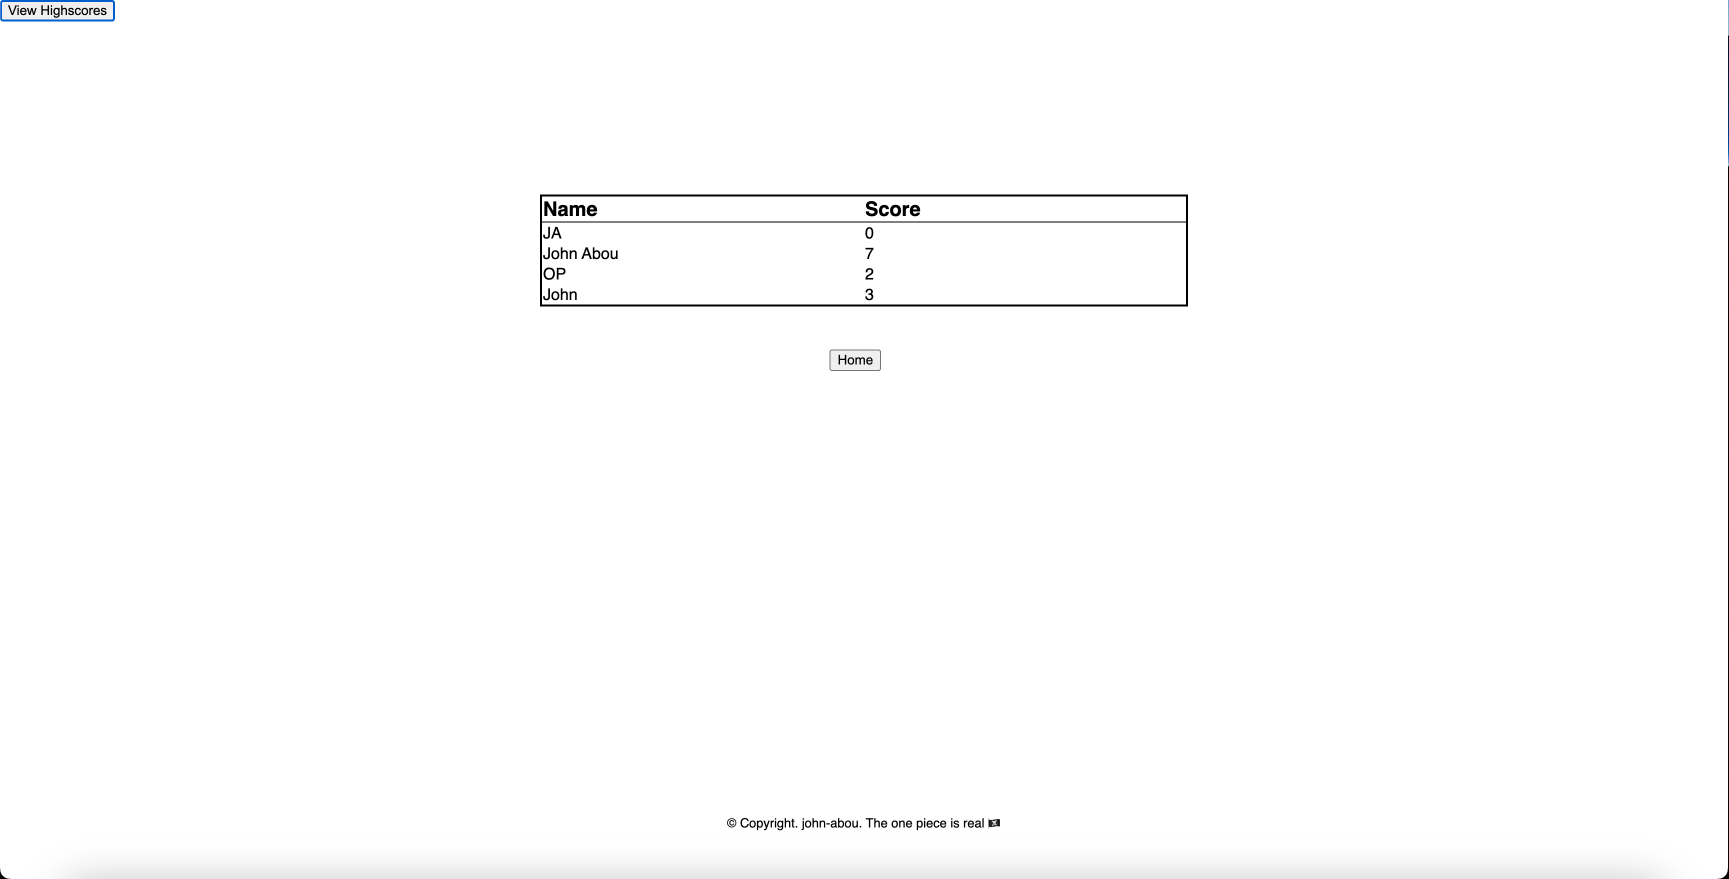 View Highscores
Name Score
JA 0
John Abou 7
OP 2
John 3
Home
© Copyright. john-abou. The one piece is real 🏴‍☠️